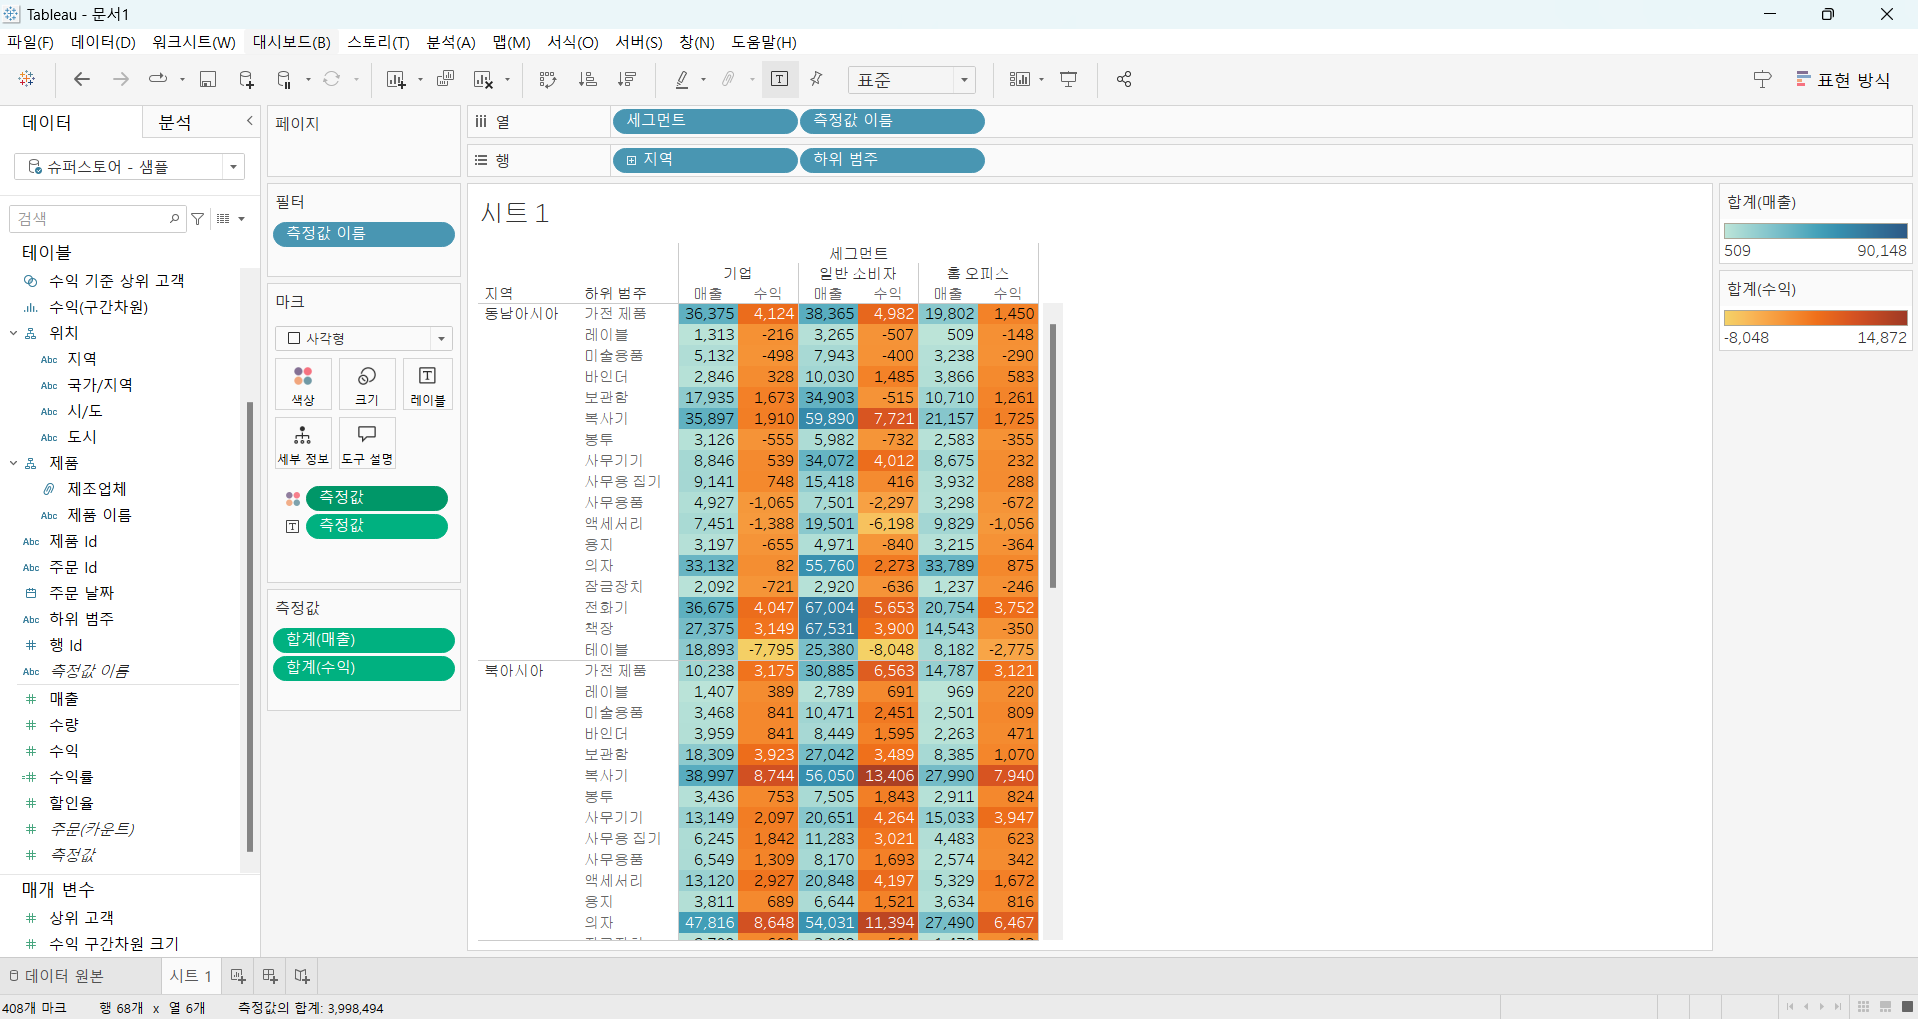 Tableau - 문서1
파일(F) 데이터(D) 워크시트(W) 대시보드(B) 스토리(T) 분석(A) 맵(M) 서식(O) 서버(S) 창(N) 도움말(H)
표준
표현 방식
데이터 분석
슈퍼스토어 - 샘플
검색
테이블
수익 기준 상위 고객
수익(구간차원)
위치
Abc 지역
Abc 국가/지역
Abc 시/도
Abc 도시
제품
제조업체
Abc 제품 이름
Abc 제품 Id
Abc 주문 Id
주문 날짜
Abc 하위 범주
# 행 Id
Abc 측정값 이름
# 매출
# 수량
# 수익
=# 수익률
# 할인율
# 주문(카운트)
# 측정값
매개 변수
# 상위 고객
# 수익 구간차원 크기
페이지
필터
측정값 이름
마크
사각형
색상 크기 레이블
세부 정보 도구 설명
측정값
측정값
측정값
합계(매출)
합계(수익)
열 세그먼트 측정값 이름
행 지역 하위 범주
시트 1
세그먼트
기업 일반 소비자 홈 오피스
지역 하위 범주 매출 수익 매출 수익 매출 수익
동남아시아 가전 제품 36,375 4,124 38,365 4,982 19,802 1,450
레이블 1,313 -216 3,265 -507 509 -148
미술용품 5,132 -498 7,943 -400 3,238 -290
바인더 2,846 328 10,030 1,485 3,866 583
보관함 17,935 1,673 34,903 -515 10,710 1,261
복사기 35,897 1,910 59,890 7,721 21,157 1,725
봉투 3,126 -555 5,982 -732 2,583 -355
사무기기 8,846 539 34,072 4,012 8,675 232
사무용 집기 9,141 748 15,418 416 3,932 288
사무용품 4,927 -1,065 7,501 -2,297 3,298 -672
액세서리 7,451 -1,388 19,501 -6,198 9,829 -1,056
용지 3,197 -655 4,971 -840 3,215 -364
의자 33,132 82 55,760 2,273 33,789 875
잠금장치 2,092 -721 2,920 -636 1,237 -246
전화기 36,675 4,047 67,004 5,653 20,754 3,752
책장 27,375 3,149 67,531 3,900 14,543 -350
테이블 18,893 -7,795 25,380 -8,048 8,182 -2,775
북아시아 가전 제품 10,238 3,175 30,885 6,563 14,787 3,121
레이블 1,407 389 2,789 691 969 220
미술용품 3,468 841 10,471 2,451 2,501 809
바인더 3,959 841 8,449 1,595 2,263 471
보관함 18,309 3,923 27,042 3,489 8,385 1,070
복사기 38,997 8,744 56,050 13,406 27,990 7,940
봉투 3,436 753 7,505 1,843 2,911 824
사무기기 13,149 2,097 20,651 4,264 15,033 3,947
사무용 집기 6,245 1,842 11,283 3,021 4,483 623
사무용품 6,549 1,309 8,170 1,693 2,574 342
액세서리 13,120 2,927 20,848 4,197 5,329 1,672
용지 3,811 689 6,644 1,521 3,634 816
의자 47,816 8,648 54,031 11,394 27,490 6,467
합계(매출)
509 90,148
합계(수익)
-8,048 14,872
데이터 원본 시트 1
408개 마크 행 68개 x 열 6개 측정값의 합계: 3,998,494